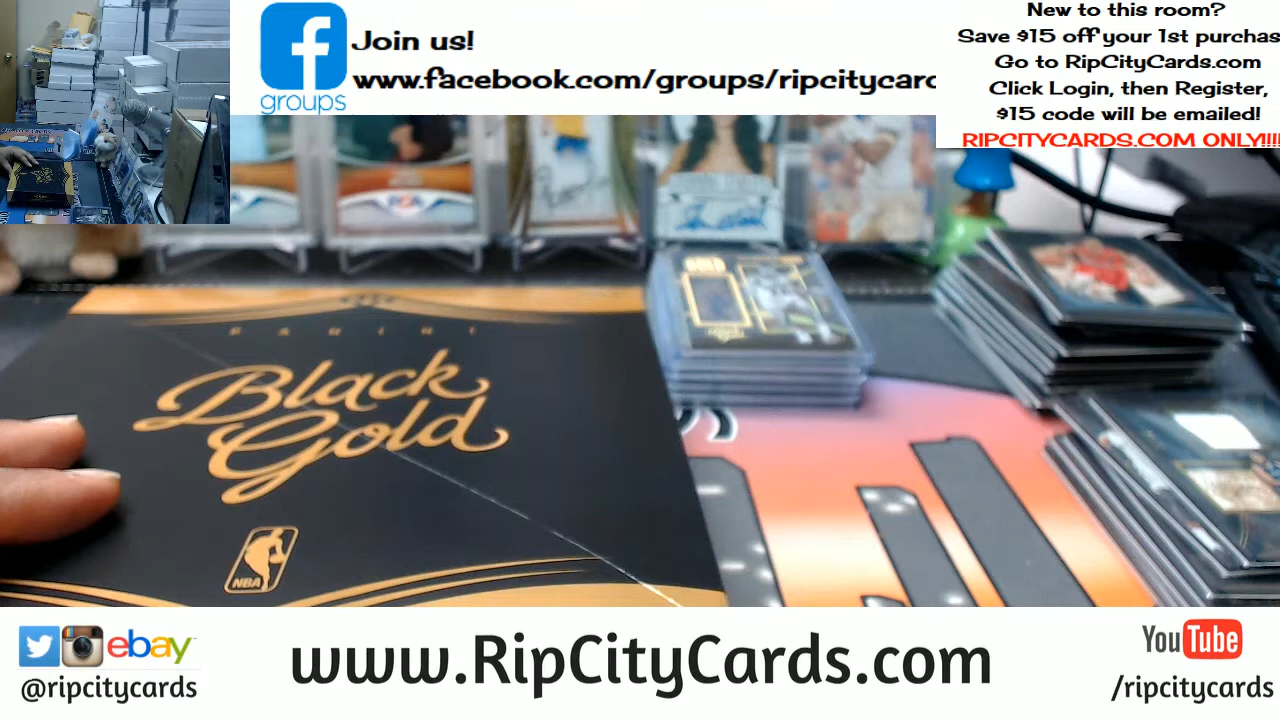 Join us!
www.facebook.com/groups/ripcitycarc
groups
New to this room?
Save $15 off your 1st purchas
Go to RipCityCards.com
Click Login, then Register,
$15 code will be emailed!
RIPCITYCARDS.COM ONLY!!!!
PANINI
Black
Gold
NBA
ebay
@ripcitycards
www.RipCityCards.com
YouTube
/ripcitycards